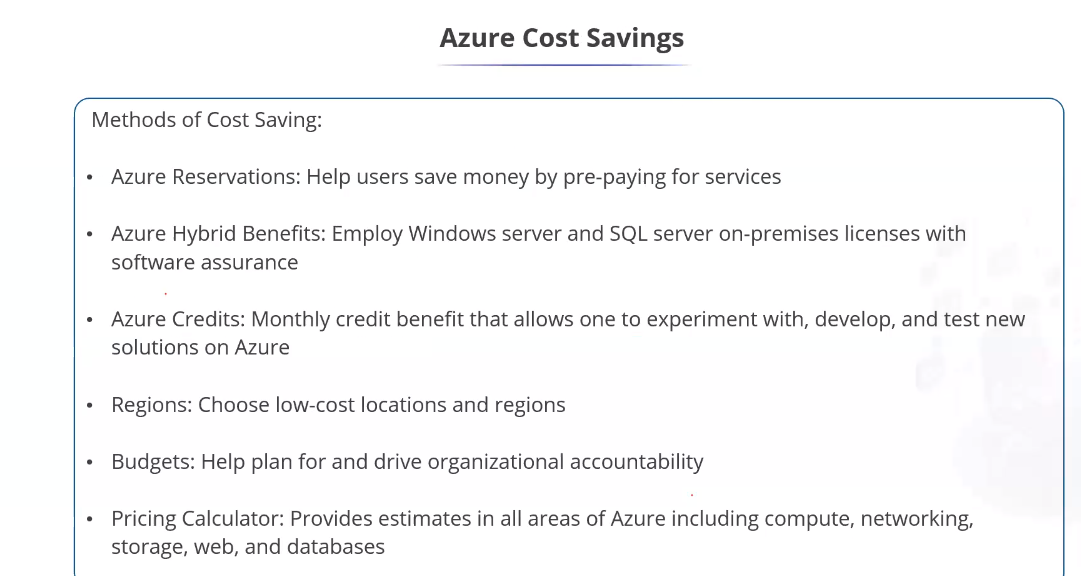 Azure Cost Savings
Methods of Cost Saving:
• Azure Reservations: Help users save money by pre-paying for services
• Azure Hybrid Benefits: Employ Windows server and SQL server on-premises licenses with
software assurance
• Azure Credits: Monthly credit benefit that allows one to experiment with, develop, and test new
solutions on Azure
• Regions: Choose low-cost locations and regions
• Budgets: Help plan for and drive organizational accountability
• Pricing Calculator: Provides estimates in all areas of Azure including compute, networking,
storage, web, and databases